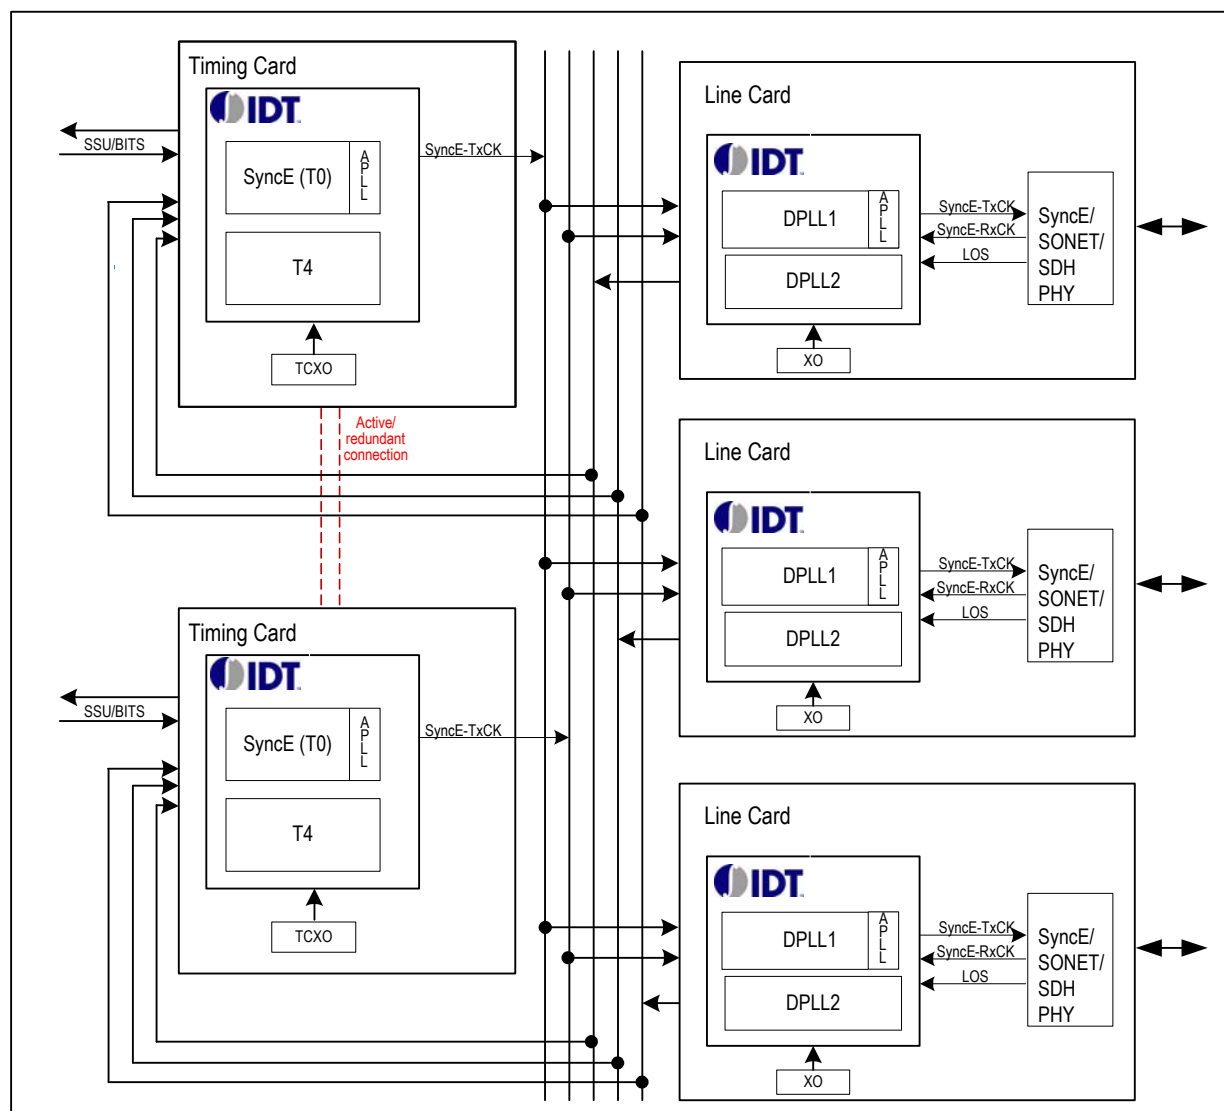 Timing Card
IDT
SSU/BITS
SyncE (T0)
APLL
T4
TCXO
SyncE-TxCK
Active/
redundant
connection
Timing Card
IDT
SSU/BITS
SyncE (T0)
APLL
T4
TCXO
SyncE-TxCK
Line Card
IDT
DPLL1
APLL
DPLL2
XO
SyncE-TxCK
SyncE-RxCK
LOS
SyncE/
SONET/
SDH
PHY
Line Card
IDT
DPLL1
APLL
DPLL2
XO
SyncE-TxCK
SyncE-RxCK
LOS
SyncE/
SONET/
SDH
PHY
Line Card
IDT
DPLL1
APLL
DPLL2
XO
SyncE-TxCK
SyncE-RxCK
LOS
SyncE/
SONET/
SDH
PHY